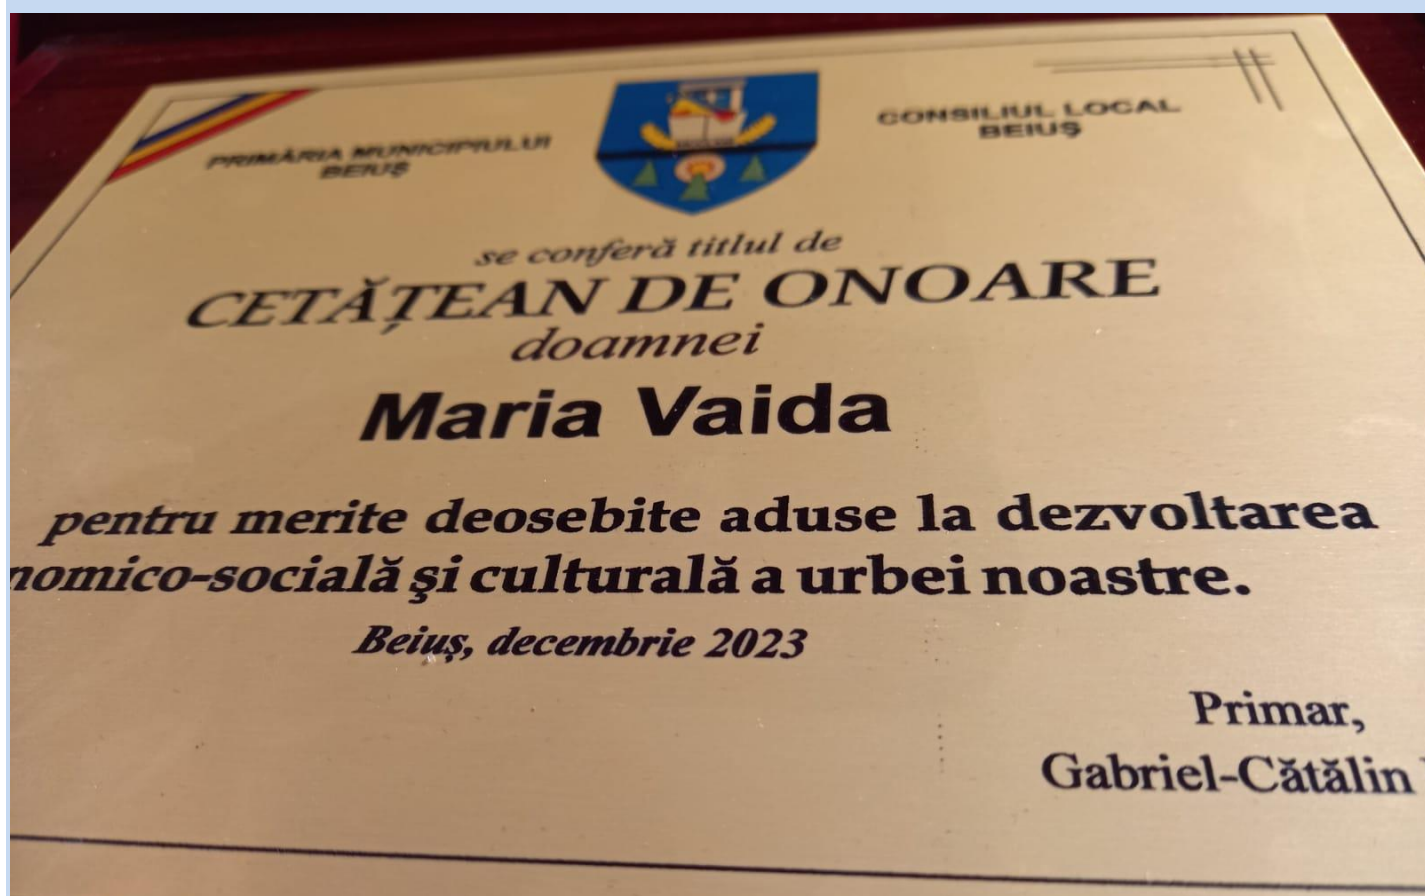 PRIMĂRIA MUNICIPIULUI
BEIUȘ
CONSILIUL LOCAL
BEIUȘ
se conferă titlul de
CETĂȚEAN DE ONOARE
doamnei
Maria Vaida
pentru merite deosebite aduse la dezvoltarea
nomico-socială şi culturală a urbei noastre.
Beiuș, decembrie 2023
Primar,
Gabriel-Cătălin